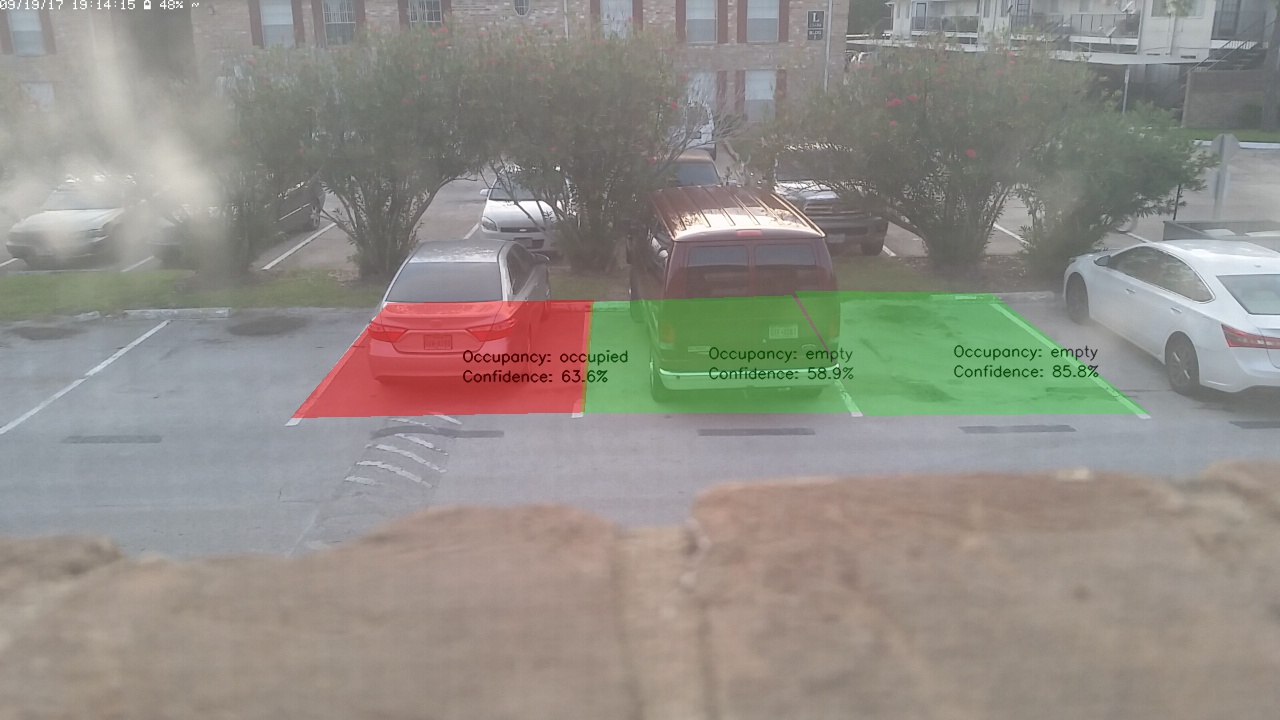 09/19/17 19:14:15 48% ~
Occupancy: occupied
Confidence: 63.6%
Occupancy: empty
Confidence: 58.9%
Occupancy: empty
Confidence: 85.8%
L